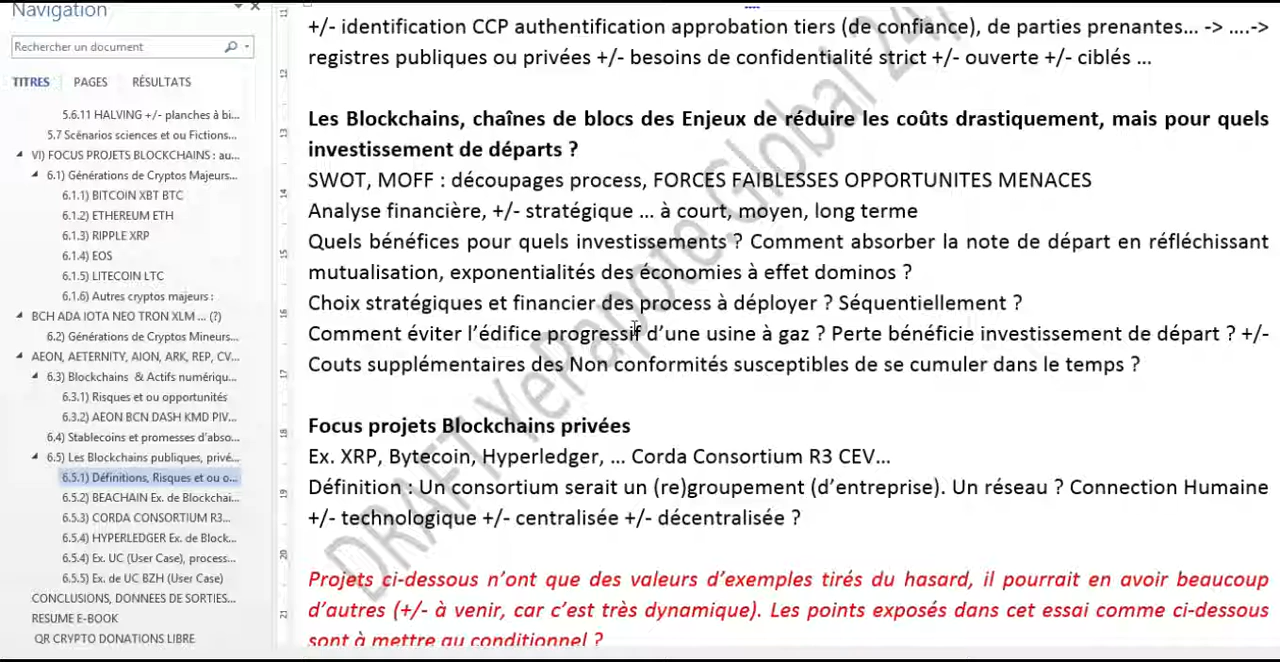 Navigation
Rechercher un document
TITRES PAGES RÉSULTATS
5.6.11 HALVING +/- planches à bi...
5.7 Scénarios sciences et ou Fictions...
VI) FOCUS PROJETS BLOCKCHAINS : au...
6.1) Générations de Cryptos Majeurs...
6.1.1) BITCOIN XBT BTC
6.1.2) ETHEREUM ETH
6.1.3) RIPPLE XRP
6.1.4) EOS
6.1.5) LITECOIN LTC
6.1.6) Autres cryptos majeurs :
BCH ADA IOTA NEO TRON XLM ... (?)
6.2) Générations de Cryptos Mineurs...
AEON, AETERNITY, AION, ARK, REP, CV...
6.3) Blockchains & Actifs numériqu...
6.3.1) Risques et ou opportunités
6.3.2) AEON BCN DASH KMD PIV...
6.4) Stablecoins et promesses d'abso...
6.5) Les Blockchains publiques, privé...
6.5.1) Définitions, Risques et ou o...
6.5.2) BEACHAIN Ex. de Blockchai...
6.5.3) CORDA CONSORTIUM R3...
6.5.4) HYPERLEDGER Ex. de Block...
6.5.4) Ex. UC (User Case), process...
6.5.5) Ex. de UC BZH (User Case)
CONCLUSIONS, DONNEES DE SORTIES...
RESUME E-BOOK
QR CRYPTO DONATIONS LIBRE
11
12
13
14
15
16
17
18
19
20
21
+/- identification CCP authentification approbation tiers (de confiance), de parties prenantes... -> ....->
registres publiques ou privées +/- besoins de confidentialité strict +/- ouverte +/- ciblés ...
Les Blockchains, chaînes de blocs des Enjeux de réduire les coûts drastiquement, mais pour quels
investissement de départs ?
SWOT, MOFF : découpages process, FORCES FAIBLESSES OPPORTUNITES MENACES
Analyse financière, +/- stratégique ... à court, moyen, long terme
Quels bénéfices pour quels investissements ? Comment absorber la note de départ en réfléchissant
mutualisation, exponentialités des économies à effet dominos ?
Choix stratégiques et financier des process à déployer ? Séquentiellement ?
Comment éviter l'édifice progressif d'une usine à gaz ? Perte bénéficie investissement de départ ? +/-
Couts supplémentaires des Non conformités susceptibles de se cumuler dans le temps ?
Focus projets Blockchains privées
Ex. XRP, Bytecoin, Hyperledger, ... Corda Consortium R3 CEV...
Définition : Un consortium serait un (re)groupement (d'entreprise). Un réseau ? Connection Humaine
+/- technologique +/- centralisée +/- décentralisée ?
Projets ci-dessous n'ont que des valeurs d'exemples tirés du hasard, il pourrait en avoir beaucoup
d'autres (+/- à venir, car c'est très dynamique). Les points exposés dans cet essai comme ci-dessous
sont à mettre au conditionnel ?
DRAFT YePapote.Global